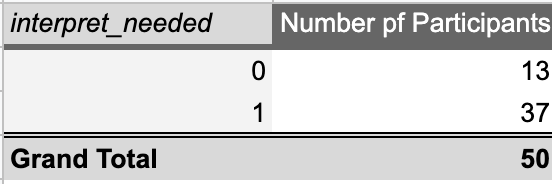 interpret_needed Number pf Participants
0 13
1 37
Grand Total 50